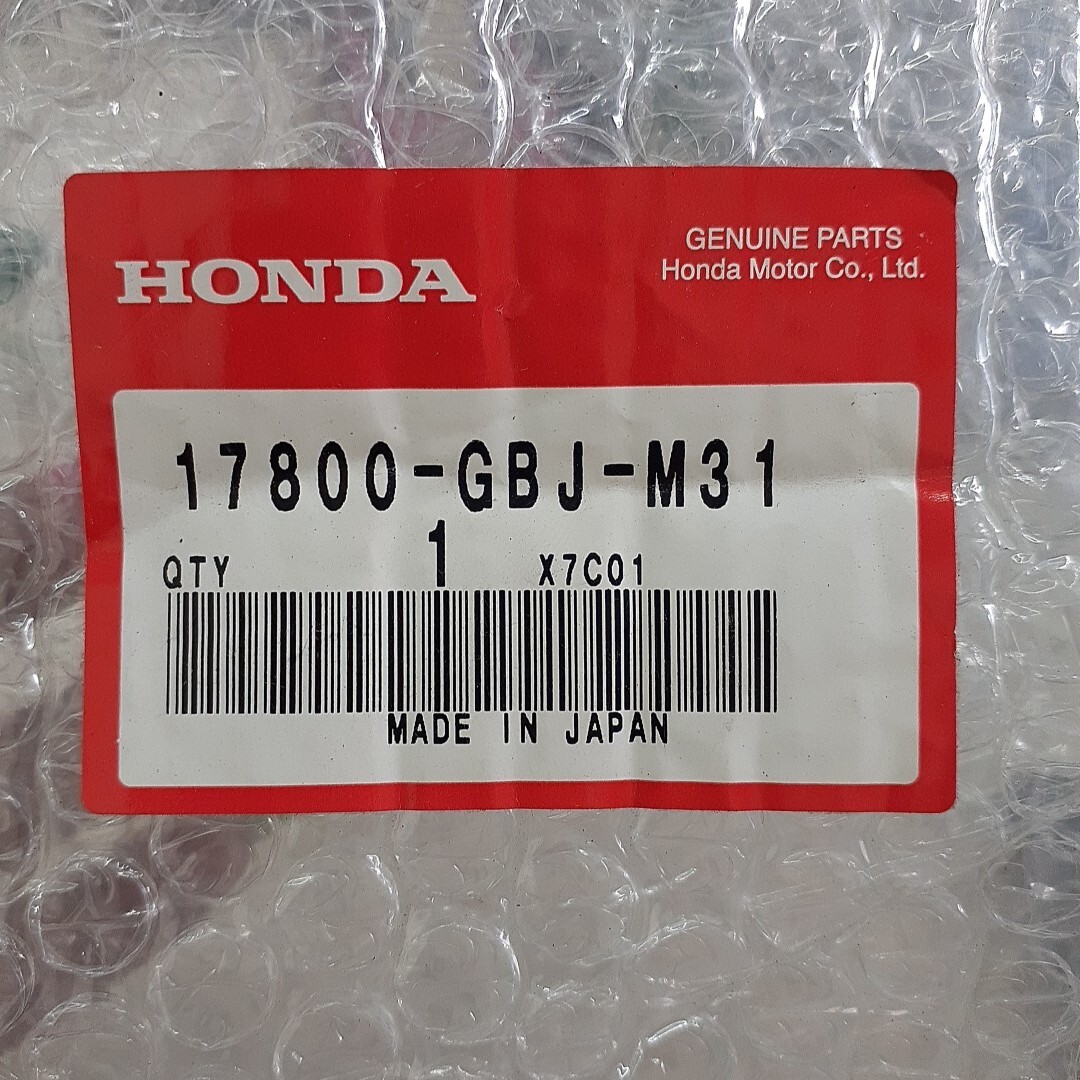 GENUINE PARTS
HONDA
Honda Motor Co., Ltd.
17800-GBJ-M31
QTY 1 X7C01
MADE IN JAPAN